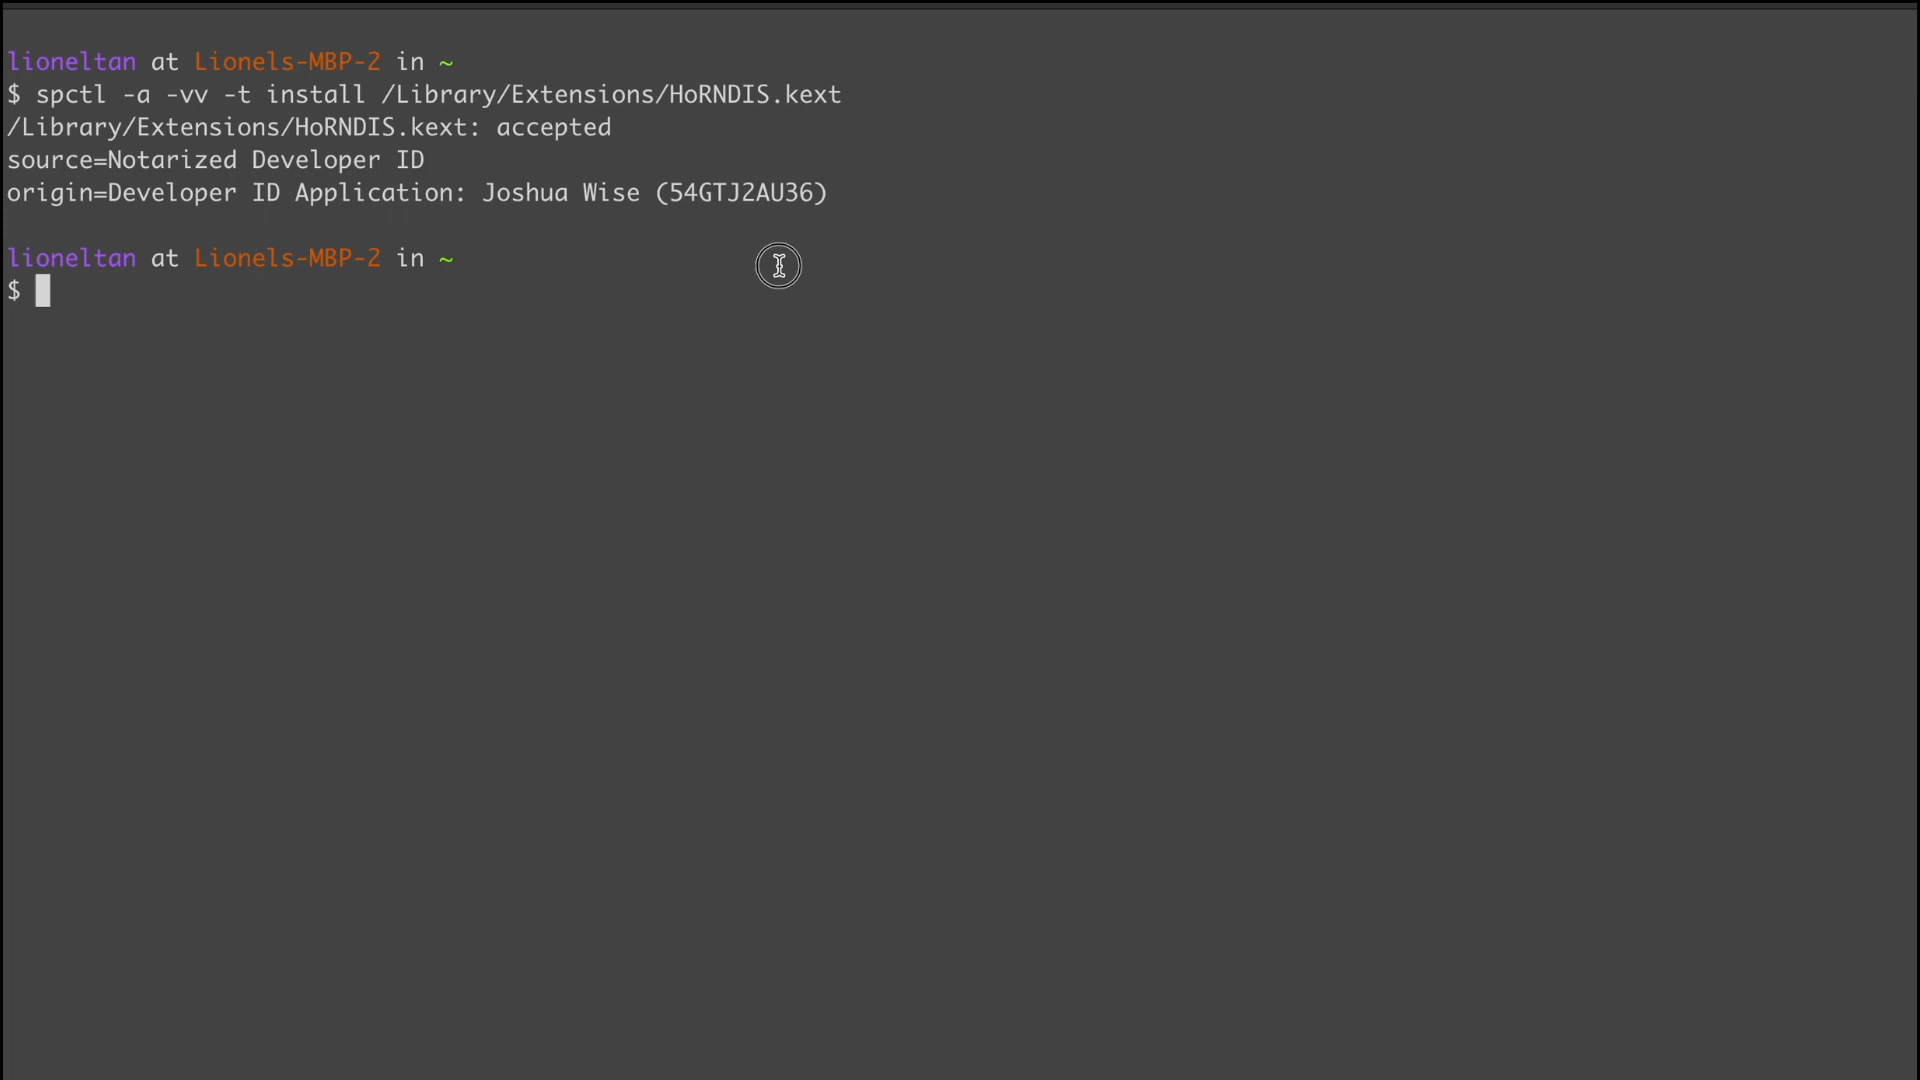 lioneltan at Lionels-MBP-2 in ~
$ spctl -a -vv -t install /Library/Extensions/HoRNDIS.kext
/Library/Extensions/HoRNDIS.kext: accepted
source=Notarized Developer ID
origin=Developer ID Application: Joshua Wise (54GTJ2AU36)
lioneltan at Lionels-MBP-2 in ~
$